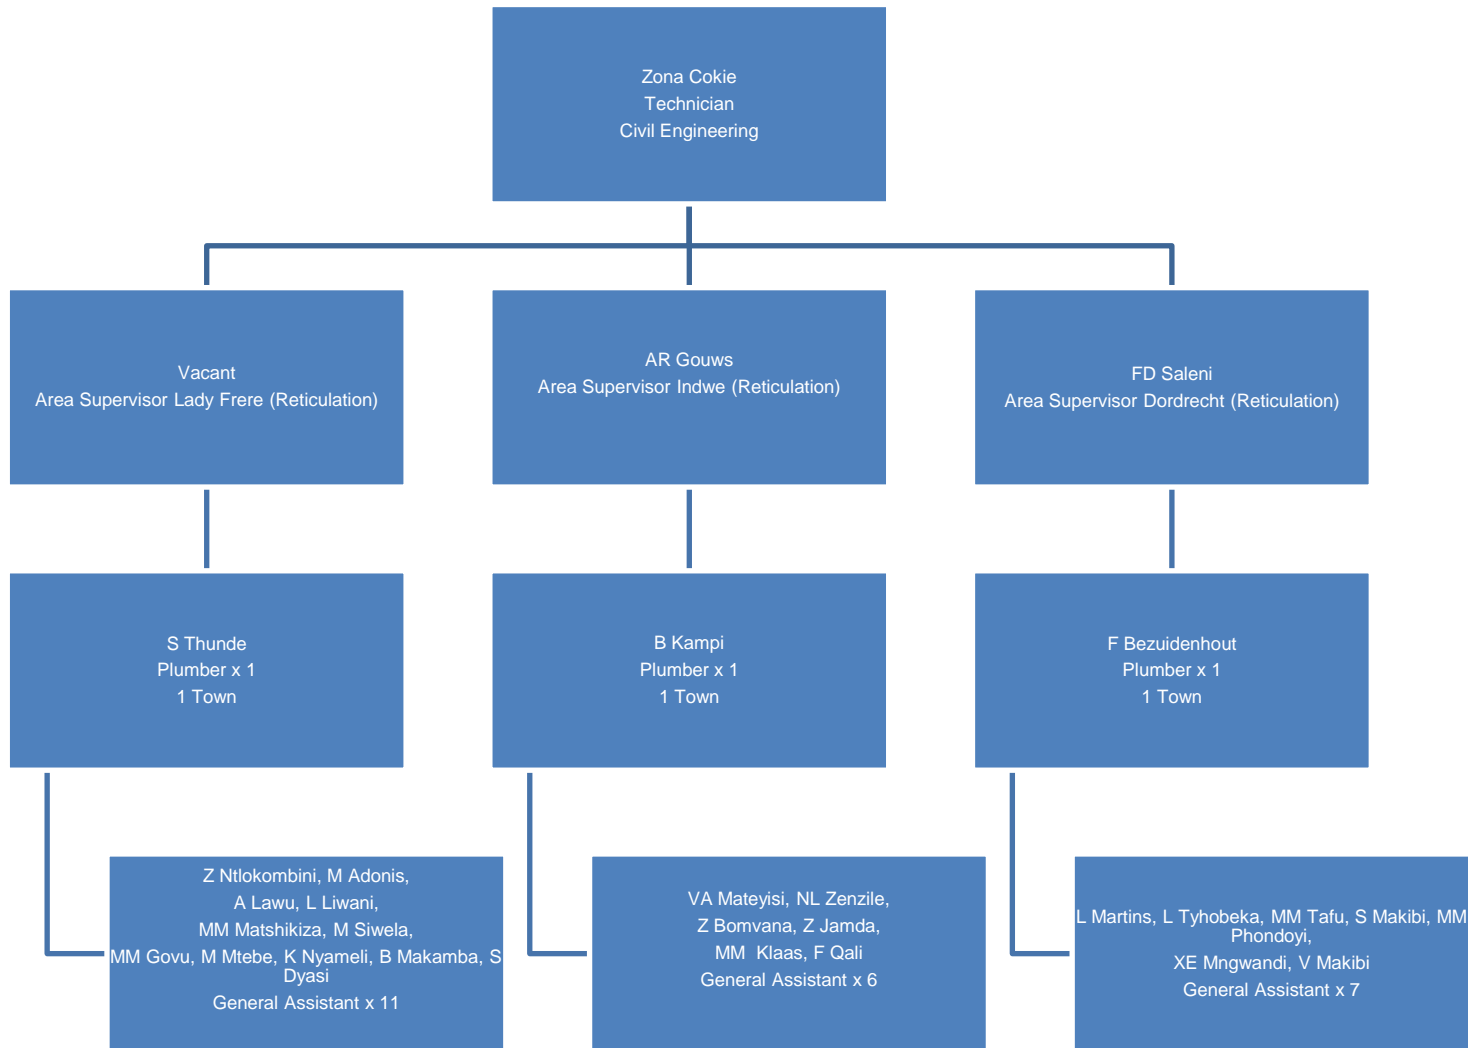 Zona Cokie
Technician
Civil Engineering
Vacant
Area Supervisor Lady Frere (Reticulation)
AR Gouws
Area Supervisor Indwe (Reticulation)
FD Saleni
Area Supervisor Dordrecht (Reticulation)
S Thunde
Plumber x 1
1 Town
B Kampi
Plumber x 1
1 Town
F Bezuidenhout
Plumber x 1
1 Town
Z Ntlokombini, M Adonis,
A Lawu, L Liwani,
MM Matshikiza, M Siwela,
MM Govu, M Mtebe, K Nyameli, B Makamba, S
Dyasi
General Assistant x 11
VA Mateyisi, NL Zenzile,
Z Bomvana, Z Jamda,
MM  Klaas, F Qali
General Assistant x 6
L Martins, L Tyhobeka, MM Tafu, S Makibi, MM
Phondoyi,
XE Mngwandi, V Makibi
General Assistant x 7